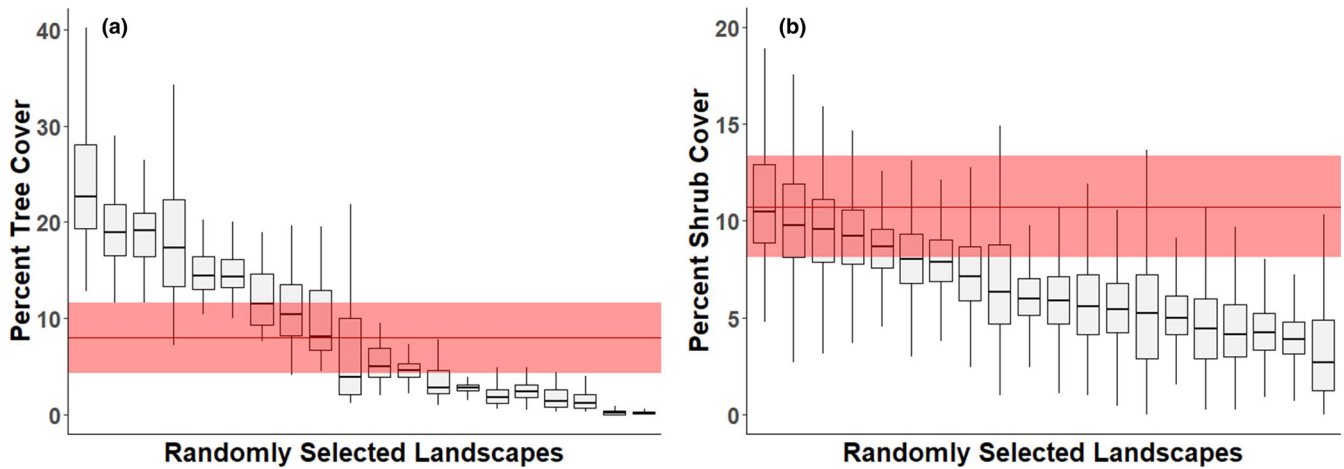 (a)
Percent Tree Cover
40
30
20
10
0
Randomly Selected Landscapes
(b)
Percent Shrub Cover
20
15
10
5
0
Randomly Selected Landscapes